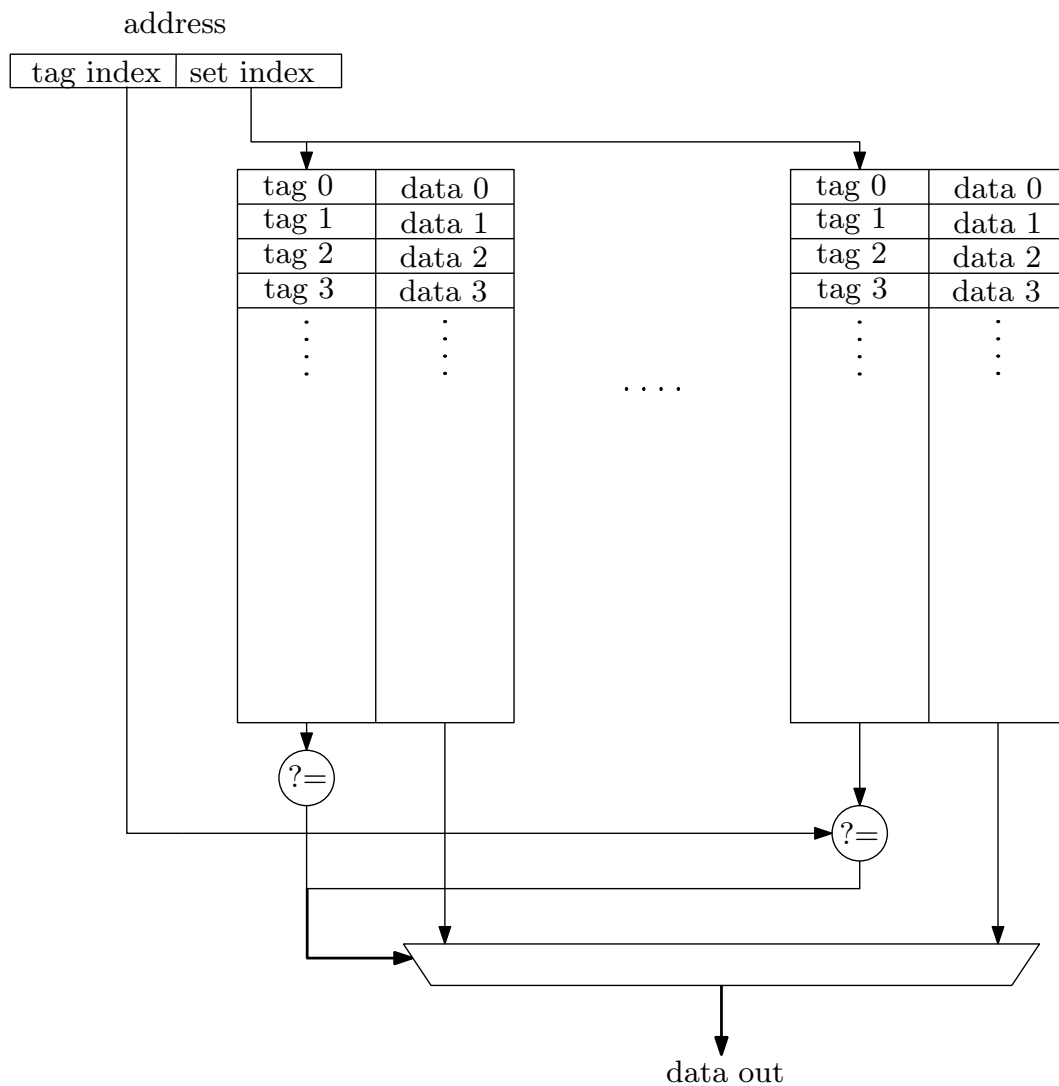 address
tag index set index
tag 0 data 0 tag 0 data 0
tag 1 data 1 tag 1 data 1
tag 2 data 2 tag 2 data 2
tag 3 data 3 tag 3 data 3
. . . .
?=
?=
data out